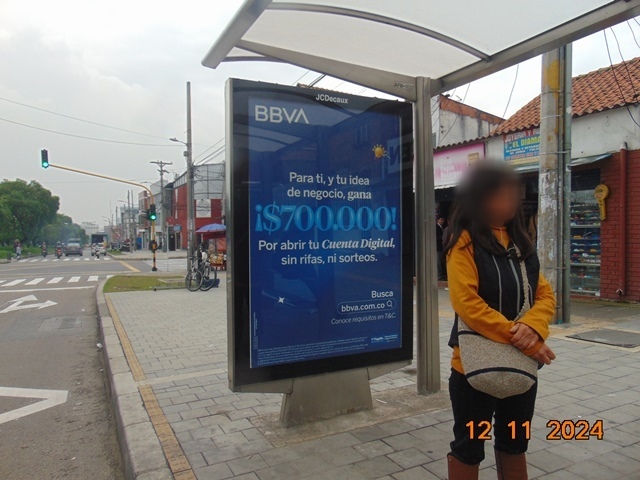 JCDecaux
BBVA
Para ti, y tu idea
de negocio, gana
¡$700.000!
Por abrir tu Cuenta Digital,
sin rifas, ni sorteos.
Busca
bbva.com.co
Conoce requisitos en T&C.
12 11 2024